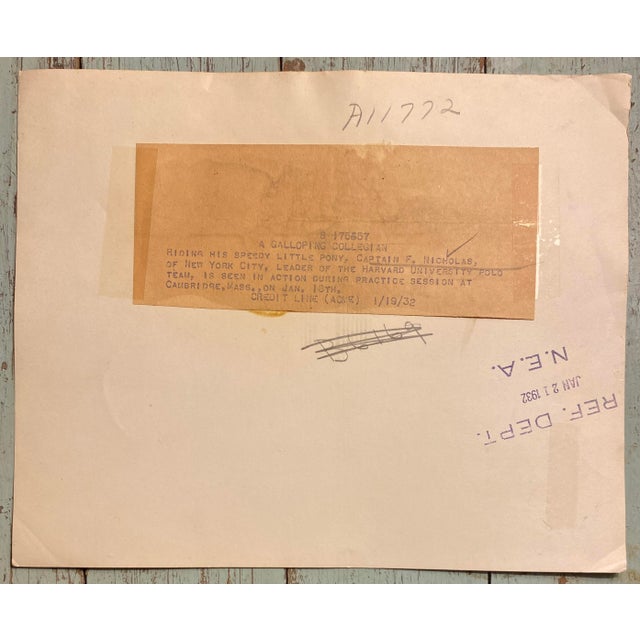 A11772
S 175857
A GALLOPING COLLEGIAN
RIDING HIS SPEEDY LITTLE PONY, CAPTAIN F. NICHOLAS,
OF NEW YORK CITY, LEADER OF THE HARVARD UNIVERSITY POLO
TEAM, IS SEEN IN ACTION DURING PRACTICE SESSION AT
CAMBRIDGE,MASS.,ON JAN. 18TH.
CREDIT LINE (ACME) 1/19/32
REF. DEPT.
JAN 21 1932
N.E.A.